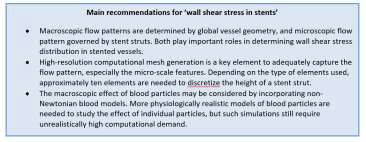 Main recommendations for 'wall shear stress in stents'
• Macroscopic flow patterns are determined by global vessel geometry, and microscopic flow
pattern governed by stent struts. Both play important roles in determining wall shear stress
distribution in stented vessels.
• High-resolution computational mesh generation is a key element to adequately capture the
flow pattern, especially the micro-scale features. Depending on the type of elements used,
approximately ten elements are needed to discretize the height of a stent strut.
• The macroscopic effect of blood particles may be considered by incorporating non-
Newtonian blood models. More physiologically realistic models of blood particles are
needed to study the effect of individual particles, but such simulations still require
unrealistically high computational demand.